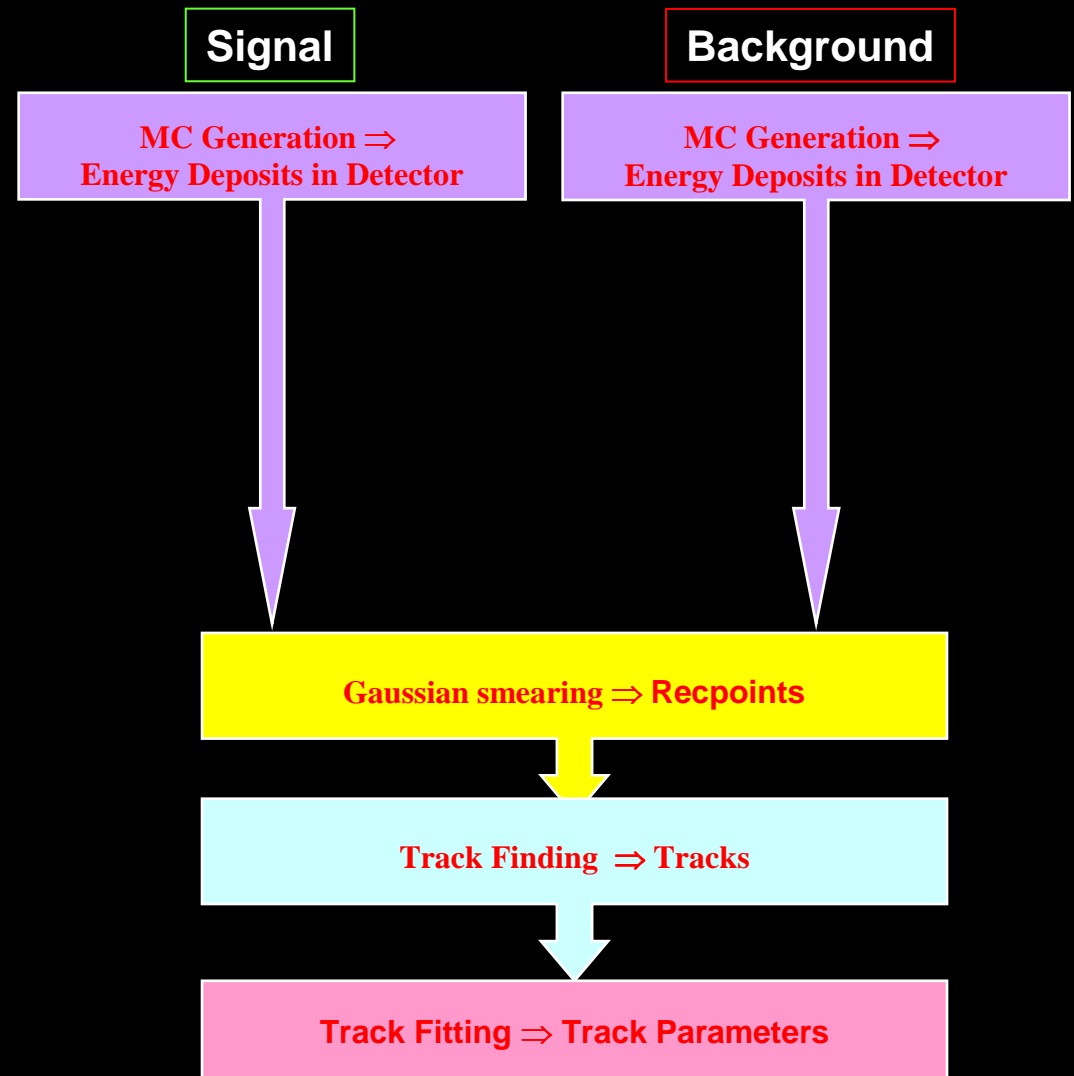 Signal
Background
MC Generation ⇒
Energy Deposits in Detector
MC Generation ⇒
Energy Deposits in Detector
Gaussian smearing ⇒ Recpoints
Track Finding ⇒ Tracks
Track Fitting ⇒ Track Parameters